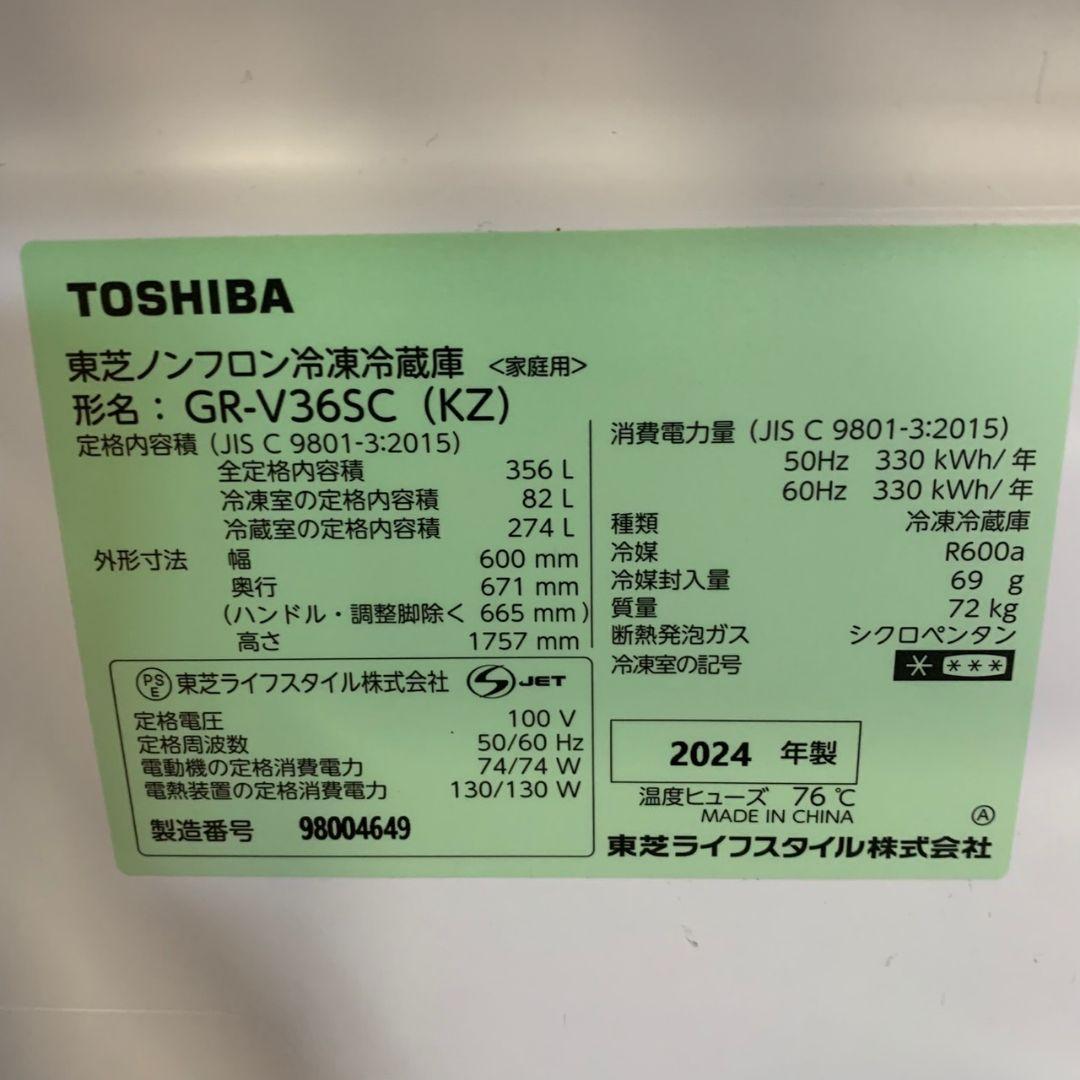 TOSHIBA
東芝ノンフロン冷凍冷蔵庫 <家庭用>
形名： GR-V36SC (KZ)
定格内容積 (JIS C 9801-3:2015)
全定格内容積 356 L
冷凍室の定格内容積 82 L
冷蔵室の定格内容積 274 L
外形寸法 幅 600 mm
奥行 671 mm
(ハンドル・調整脚除く 665 mm)
高さ 1757 mm
PSE 東芝ライフスタイル株式会社 S JET
定格電圧 100 V
定格周波数 50/60 Hz
電動機の定格消費電力 74/74 W
電熱装置の定格消費電力 130/130 W
製造番号 98004649
消費電力量 (JIS C 9801-3:2015)
50Hz 330 kWh/年
60Hz 330 kWh/年
種類 冷凍冷蔵庫
冷媒 R600a
冷媒封入量 69 g
質量 72 kg
断熱発泡ガス シクロペンタン
冷凍室の記号 * ***
2024 年製
温度ヒューズ 76 ℃
MADE IN CHINA Ⓐ
東芝ライフスタイル株式会社